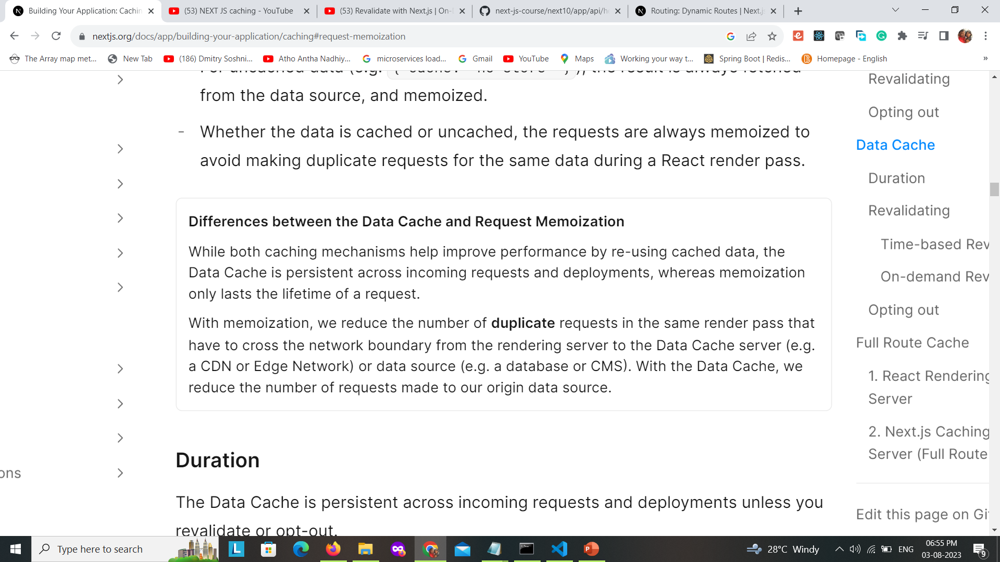 Building Your Application: Cachin
(53) NEXT JS caching - YouTube
(53) Revalidate with Next.js | On-
next-js-course/next10/app/api/h
Routing: Dynamic Routes | Next.j
nextjs.org/docs/app/building-your-application/caching#request-memoization
The Array map met...
New Tab
(186) Dmitry Soshni...
Atho Antha Nadhiy...
microservices load...
Gmail
YouTube
Maps
Working your way t...
Spring Boot | Redis...
Homepage - English
»
For uncached data (e.g. { cache: 'no-store' }), the result is always fetched
from the data source, and memoized.
- Whether the data is cached or uncached, the requests are always memoized to
avoid making duplicate requests for the same data during a React render pass.
Differences between the Data Cache and Request Memoization
While both caching mechanisms help improve performance by re-using cached data, the
Data Cache is persistent across incoming requests and deployments, whereas memoization
only lasts the lifetime of a request.
With memoization, we reduce the number of duplicate requests in the same render pass that
have to cross the network boundary from the rendering server to the Data Cache server (e.g.
a CDN or Edge Network) or data source (e.g. a database or CMS). With the Data Cache, we
reduce the number of requests made to our origin data source.
Duration
The Data Cache is persistent across incoming requests and deployments unless you
revalidate or opt-out.
ons
Revalidating
Opting out
Data Cache
Duration
Revalidating
Time-based Rev
On-demand Rev
Opting out
Full Route Cache
1. React Rendering
Server
2. Next.js Caching
Server (Full Route
Edit this page on Gi
Type here to search
28°C Windy
ENG
06:55 PM
03-08-2023
9